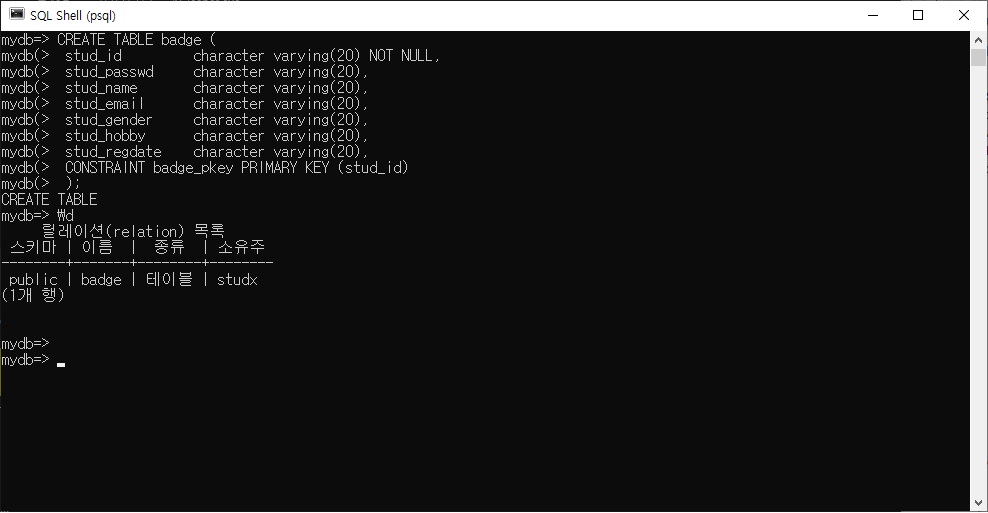 SQL Shell (psql)
mydb=> CREATE TABLE badge (
mydb(>  stud_id         character varying(20) NOT NULL,
mydb(>  stud_passwd     character varying(20),
mydb(>  stud_name       character varying(20),
mydb(>  stud_email      character varying(20),
mydb(>  stud_gender     character varying(20),
mydb(>  stud_hobby      character varying(20),
mydb(>  stud_regdate    character varying(20),
mydb(>  CONSTRAINT badge_pkey PRIMARY KEY (stud_id)
mydb(>  );
CREATE TABLE
mydb=> ₩d
     릴레이션(relation) 목록
 스키마 | 이름  |  종류  | 소유주
--------+-------+--------+--------
 public | badge | 테이블 | studx
(1개 행)
mydb=>
mydb=>